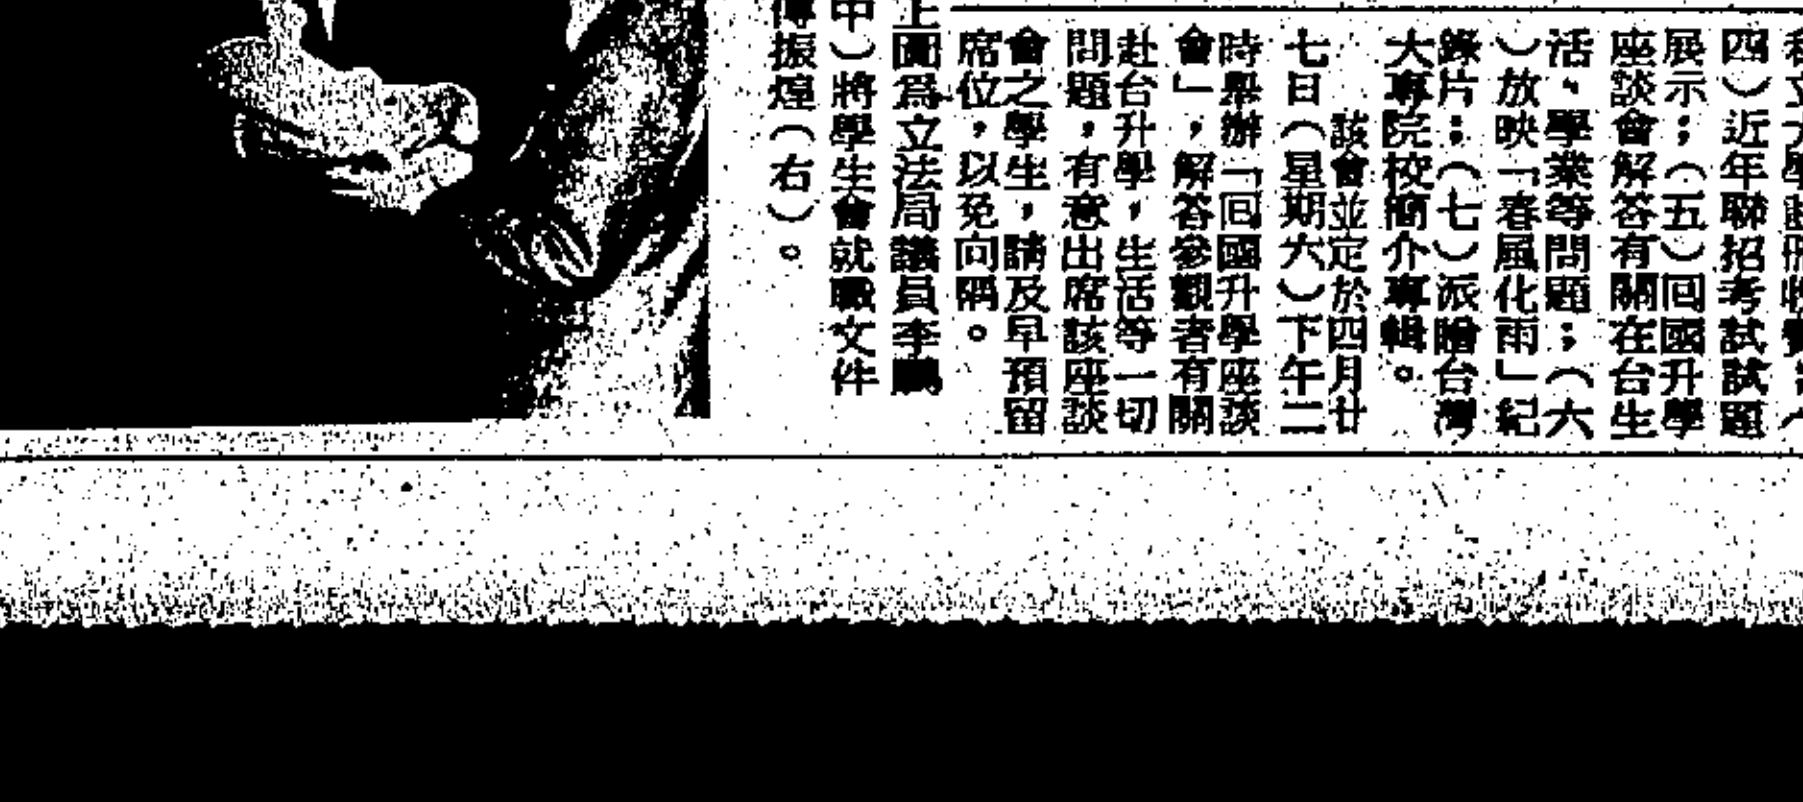 四）近年聯招考試試題
展示；（五）回國升學
座談會解答有關在台生
活，學業等問題；（六
）放映「春風化雨」紀
錄片；（七）派贈台灣
大專院校簡介專輯。
該會並定於四月廿
七日（星期六）下午二
時舉辦「回國升學座談
會」，解答參觀者有關
赴台升學，生活等一切
問題，有意出席該座談
會之學生，請及早預留
席位，以免向隅。
上圖爲立法局議員李鵬
中）將學生會就職文件
傳振煌（右）。